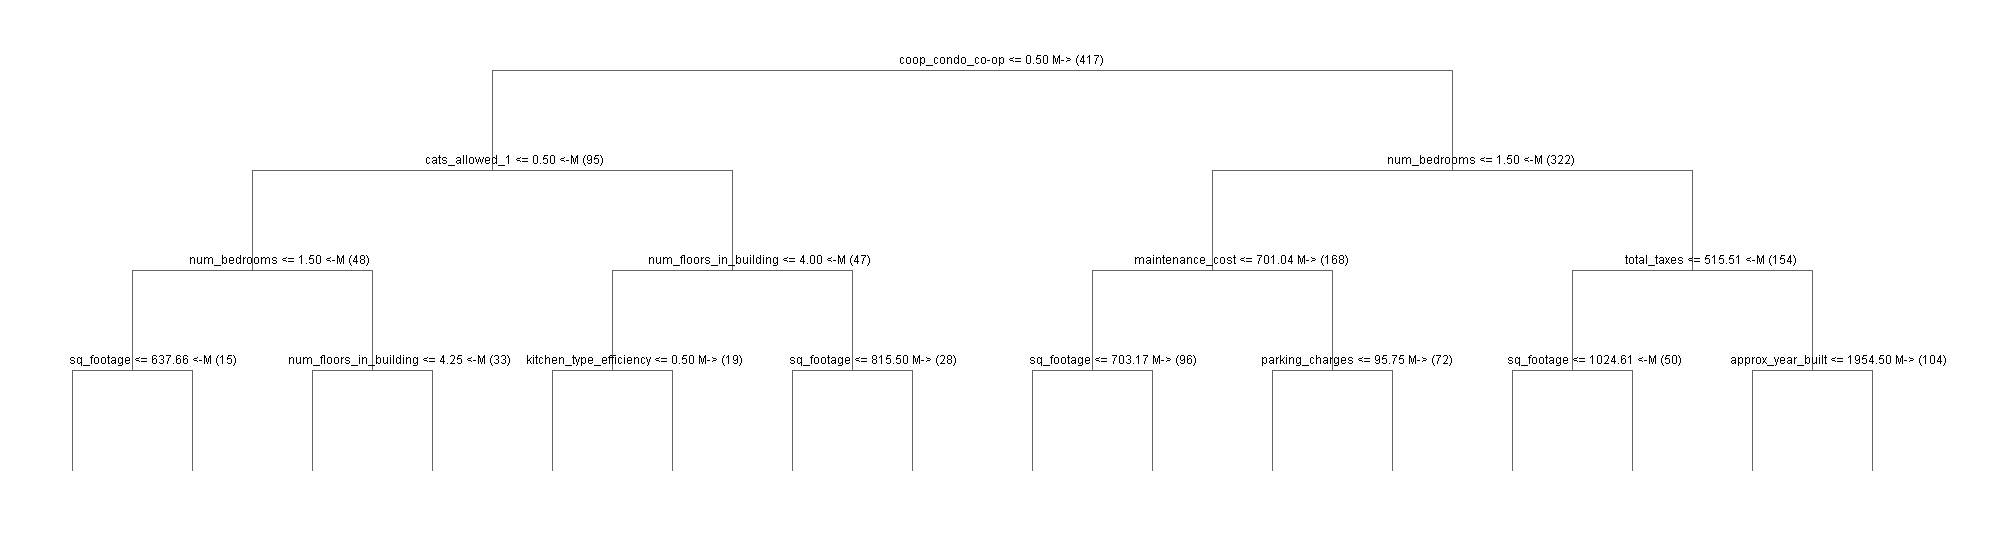 coop_condo_co-op <= 0.50 M-> (417)
cats_allowed_1 <= 0.50 <-M (95)
num_bedrooms <= 1.50 <-M (322)
num_bedrooms <= 1.50 <-M (48)
num_floors_in_building <= 4.00 <-M (47)
maintenance_cost <= 701.04 M-> (168)
total_taxes <= 515.51 <-M (154)
sq_footage <= 637.66 <-M (15)
num_floors_in_building <= 4.25 <-M (33)
kitchen_type_efficiency <= 0.50 M-> (19)
sq_footage <= 815.50 M-> (28)
sq_footage <= 703.17 M-> (96)
parking_charges <= 95.75 M-> (72)
sq_footage <= 1024.61 <-M (50)
approx_year_built <= 1954.50 M-> (104)